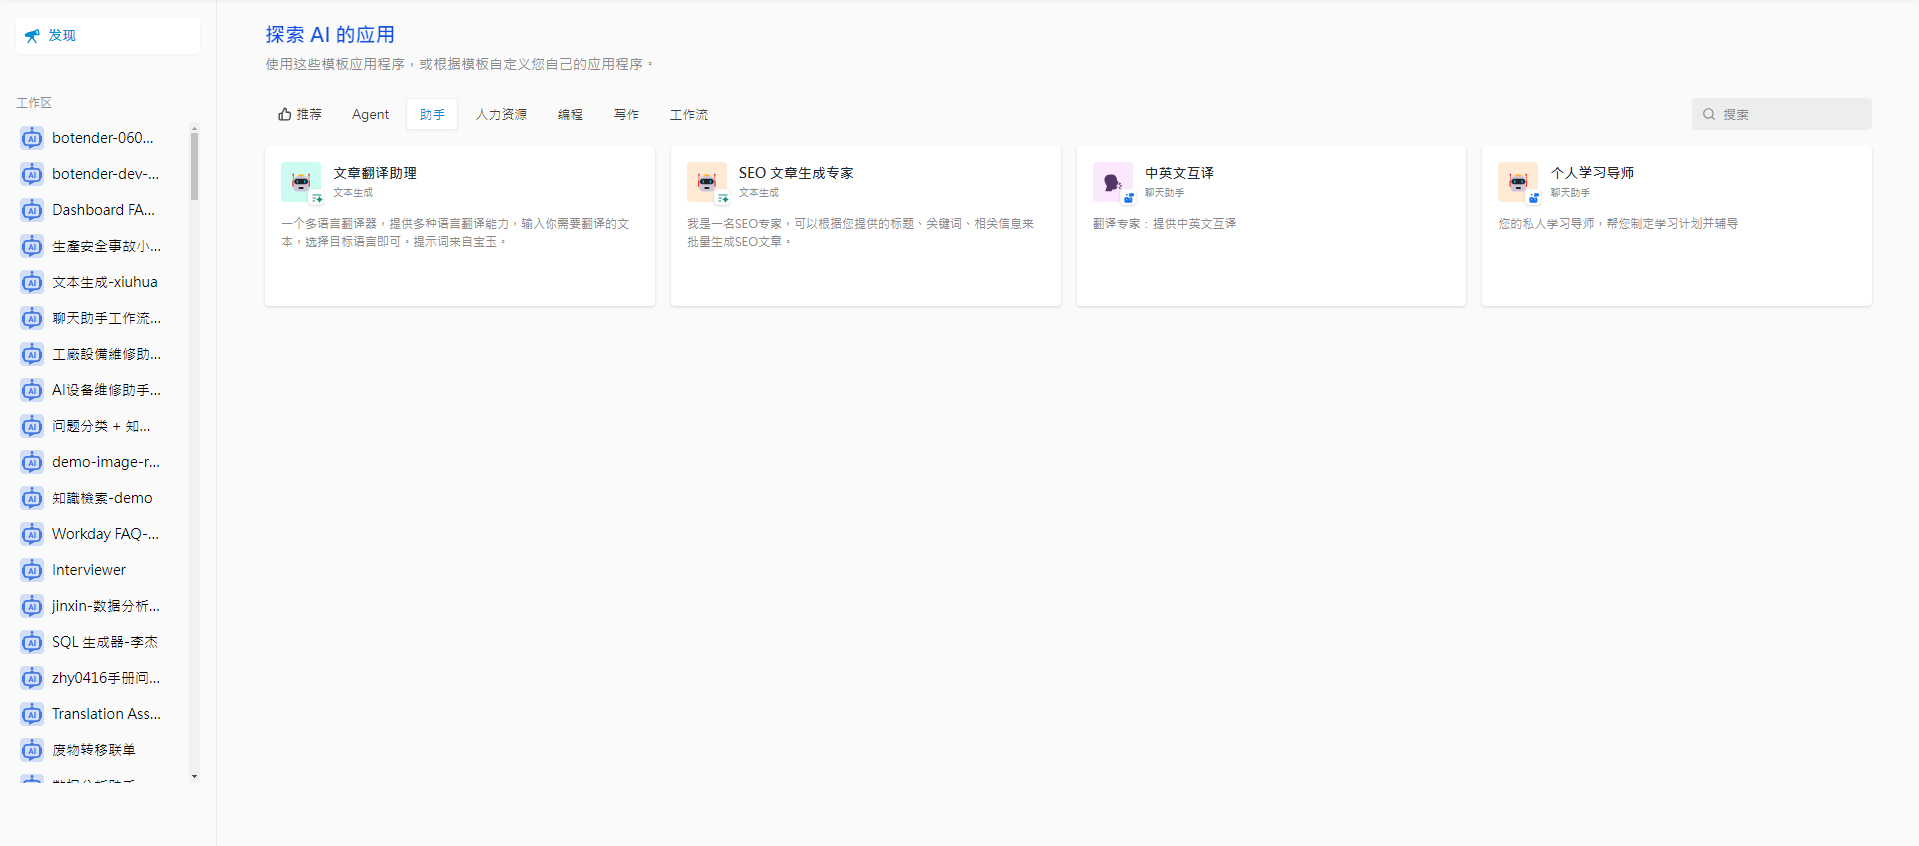 发现
工作区
botender-060...
botender-dev-...
Dashboard FA...
生產安全事故小...
文本生成-xiuhua
聊天助手工作流...
工廠設備維修助...
AI设备维修助手...
问题分类 + 知...
demo-image-r...
知識檢索-demo
Workday FAQ-...
Interviewer
jinxin-数据分析...
SQL 生成器-李杰
zhy0416手册问...
Translation Ass...
废物转移联单
探索 AI 的应用
使用这些模板应用程序，或根据模板自定义您自己的应用程序。
推荐
Agent
助手
人力资源
编程
写作
工作流
搜索
文章翻译助理
文本生成
一个多语言翻译器，提供多种语言翻译能力，输入你需要翻译的文
本，选择目标语言即可。提示词来自宝玉。
SEO 文章生成专家
文本生成
我是一名SEO专家，可以根据您提供的标题、关键词、相关信息来
批量生成SEO文章。
中英文互译
聊天助手
翻译专家：提供中英文互译
个人学习导师
聊天助手
您的私人学习导师，帮您制定学习计划并辅导